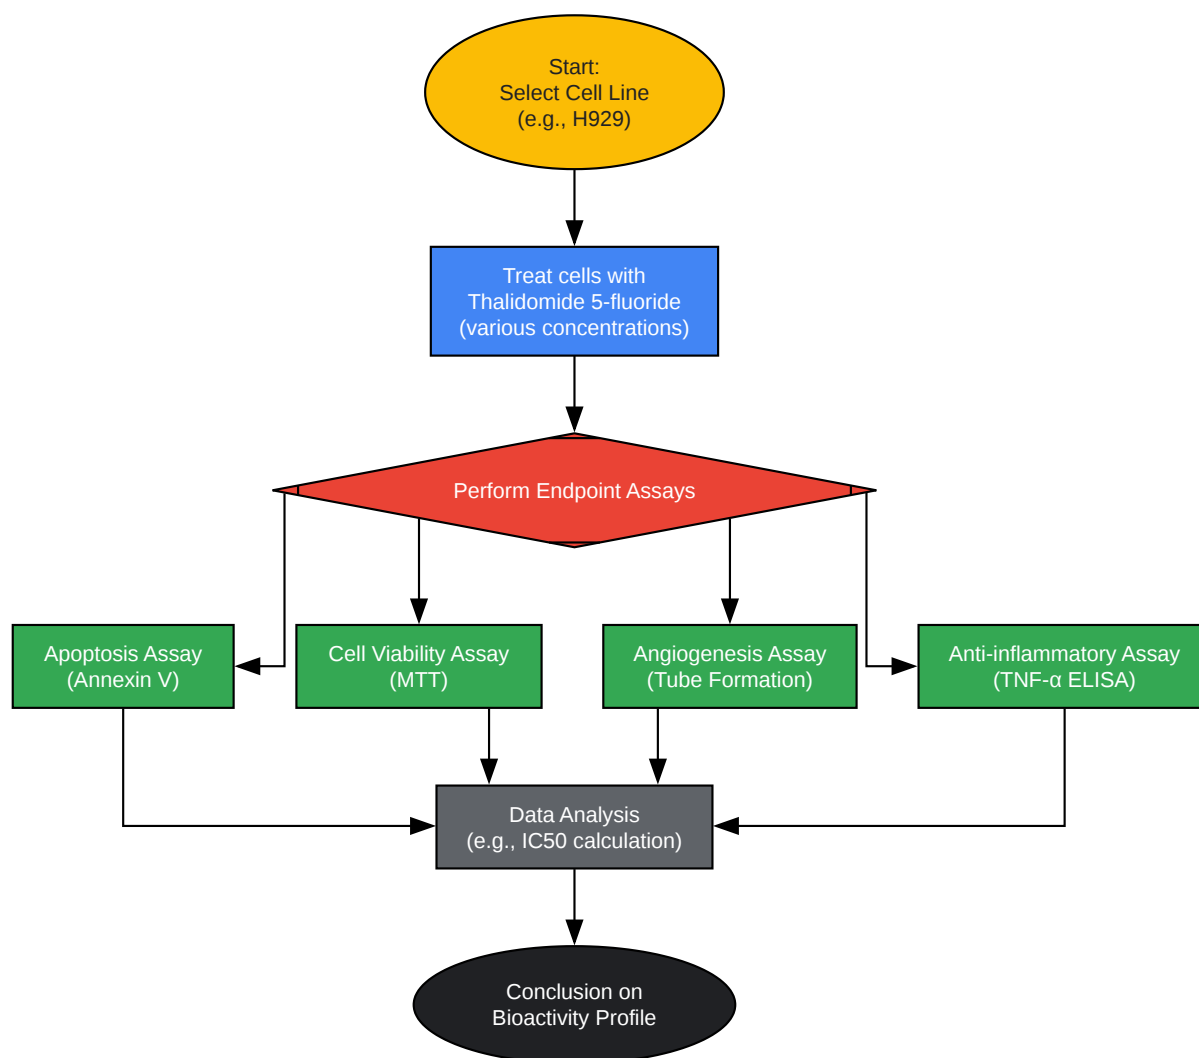 Start:
Select Cell Line
(e.g., H929)
Treat cells with
Thalidomide 5-fluoride
(various concentrations)
Perform Endpoint Assays
Apoptosis Assay
(Annexin V)
Cell Viability Assay
(MTT)
Angiogenesis Assay
(Tube Formation)
Anti-inflammatory Assay
(TNF-α ELISA)
Data Analysis
(e.g., IC50 calculation)
Conclusion on
Bioactivity Profile